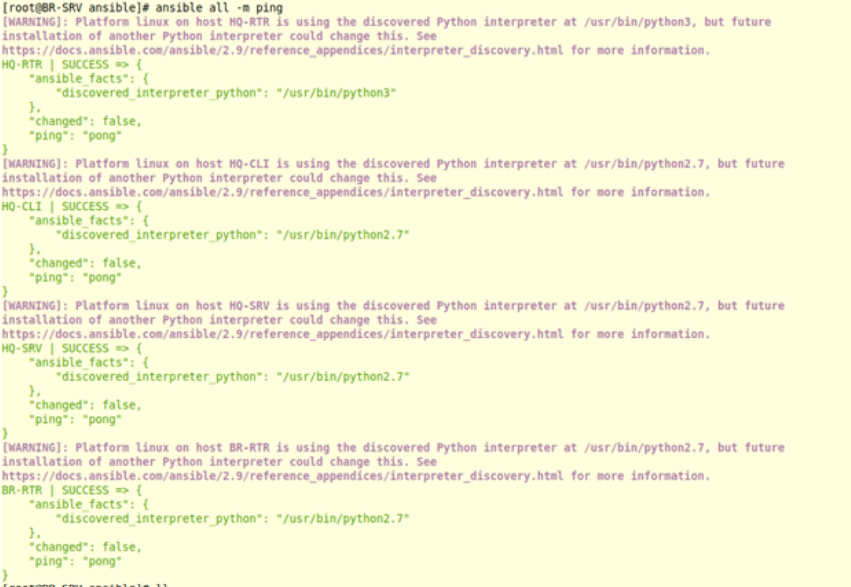 [root@BR-SRV ansible]# ansible all -m ping
[WARNING]: Platform linux on host HQ-RTR is using the discovered Python interpreter at /usr/bin/python3, but future
installation of another Python interpreter could change this. See
https://docs.ansible.com/ansible/2.9/reference_appendices/interpreter_discovery.html for more information.
HQ-RTR | SUCCESS => {
    "ansible_facts": {
        "discovered_interpreter_python": "/usr/bin/python3"
    },
    "changed": false,
    "ping": "pong"
}
[WARNING]: Platform linux on host HQ-CLI is using the discovered Python interpreter at /usr/bin/python2.7, but future
installation of another Python interpreter could change this. See
https://docs.ansible.com/ansible/2.9/reference_appendices/interpreter_discovery.html for more information.
HQ-CLI | SUCCESS => {
    "ansible_facts": {
        "discovered_interpreter_python": "/usr/bin/python2.7"
    },
    "changed": false,
    "ping": "pong"
}
[WARNING]: Platform linux on host HQ-SRV is using the discovered Python interpreter at /usr/bin/python2.7, but future
installation of another Python interpreter could change this. See
https://docs.ansible.com/ansible/2.9/reference_appendices/interpreter_discovery.html for more information.
HQ-SRV | SUCCESS => {
    "ansible_facts": {
        "discovered_interpreter_python": "/usr/bin/python2.7"
    },
    "changed": false,
    "ping": "pong"
}
[WARNING]: Platform linux on host BR-RTR is using the discovered Python interpreter at /usr/bin/python2.7, but future
installation of another Python interpreter could change this. See
https://docs.ansible.com/ansible/2.9/reference_appendices/interpreter_discovery.html for more information.
BR-RTR | SUCCESS => {
    "ansible_facts": {
        "discovered_interpreter_python": "/usr/bin/python2.7"
    },
    "changed": false,
    "ping": "pong"
}
[root@BR-SRV ansible]#